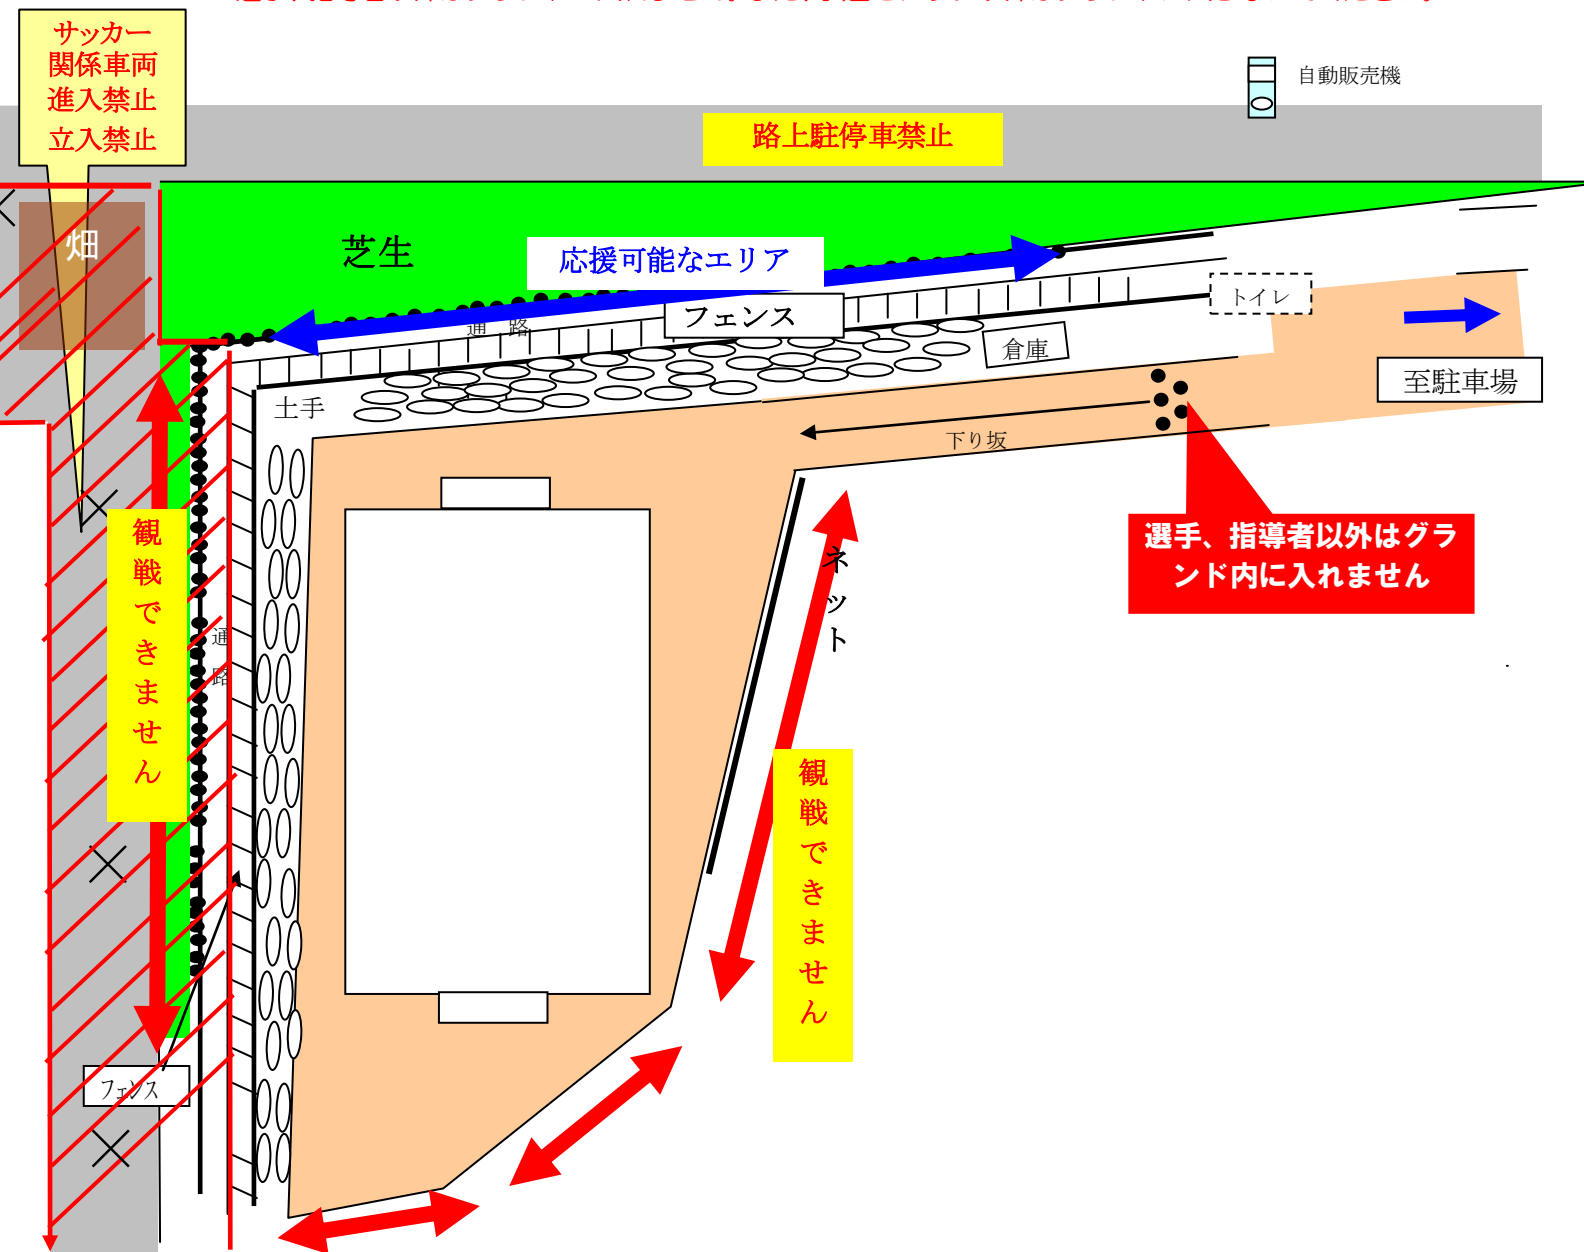 サッカー
関係車両
進入禁止
立入禁止
自動販売機
路上駐停車禁止
畑
芝生
応援可能なエリア
通 路
フェンス
トイレ
倉庫
土手
至駐車場
下り坂
選手、指導者以外はグラ
ンド内に入れません
観戦できません
ネット
通路
観戦できません
フェンス